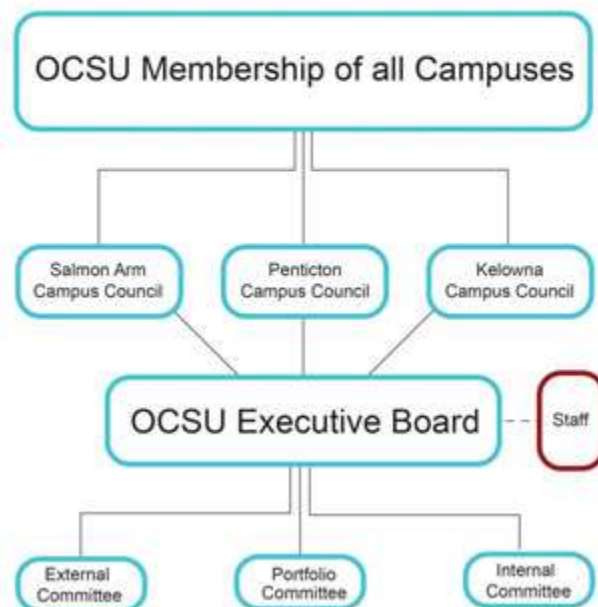 OCSU Membership of all Campuses
Salmon Arm
Campus Council
Penticton
Campus Council
Kelowna
Campus Council
OCSU Executive Board
Staff
External
Committee
Portfolio
Committee
Internal
Committee